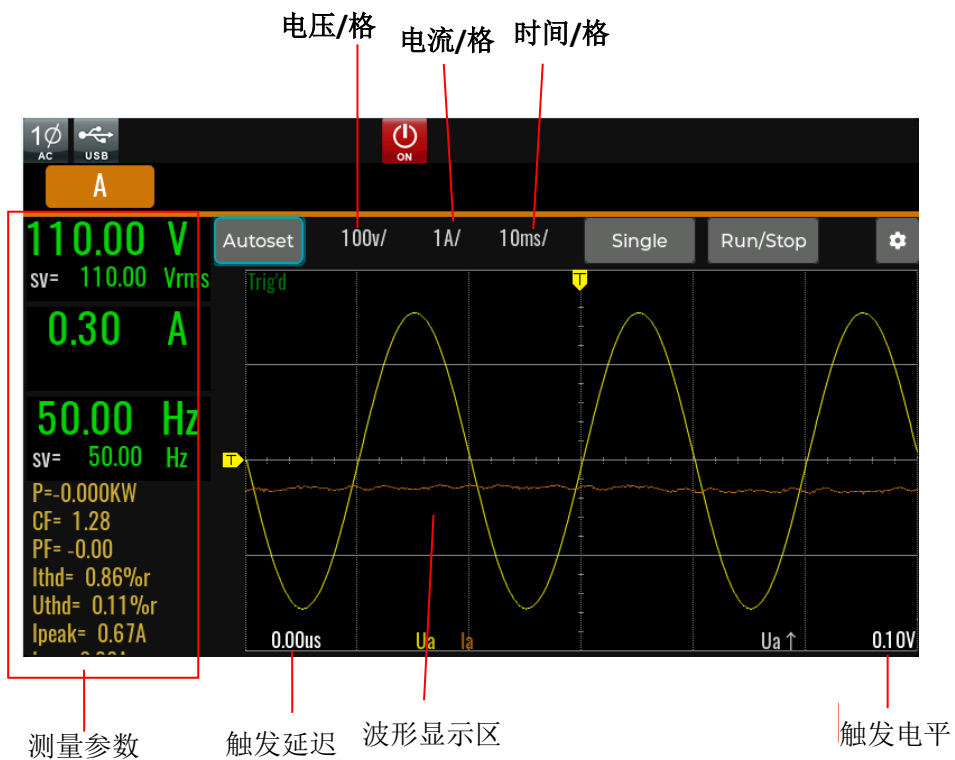 电压/格 电流/格 时间/格
1Ø AC USB ON
A
110.00 V
sv= 110.00 Vrms
0.30 A
50.00 Hz
sv= 50.00 Hz
P=-0.000KW
CF= 1.28
PF= -0.00
Ithd= 0.86%r
Uthd= 0.11%r
Ipeak= 0.67A
Autoset 100v/ 1A/ 10ms/ Single Run/Stop
Trig'd
T
T
0.00us Ua Ia Ua↑ 0.10V
测量参数 触发延迟 波形显示区 触发电平